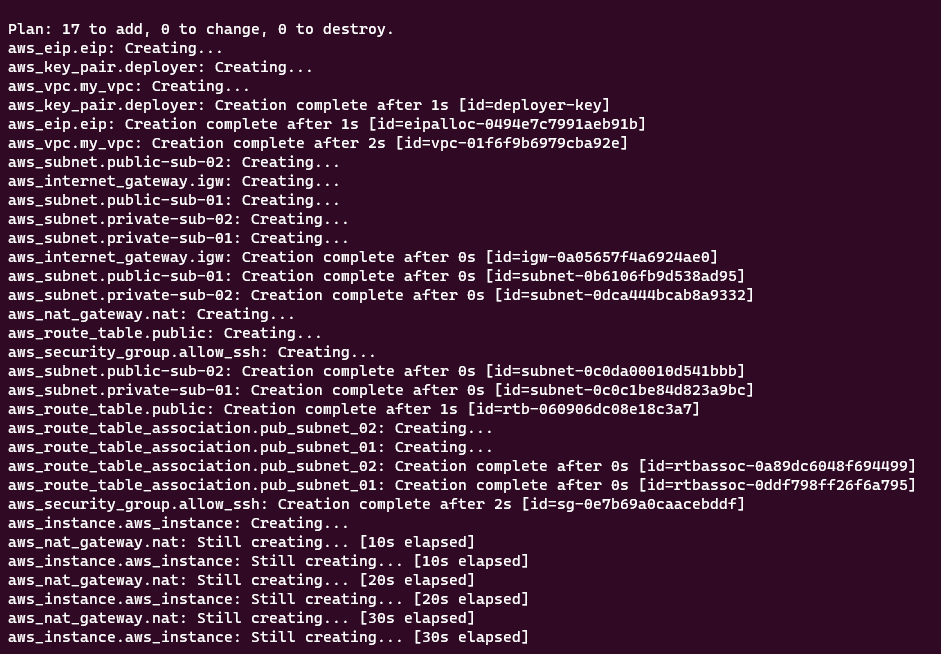 Plan: 17 to add, 0 to change, 0 to destroy.
aws_eip.eip: Creating...
aws_key_pair.deployer: Creating...
aws_vpc.my_vpc: Creating...
aws_key_pair.deployer: Creation complete after 1s [id=deployer-key]
aws_eip.eip: Creation complete after 1s [id=eipalloc-0494e7c7991aeb91b]
aws_vpc.my_vpc: Creation complete after 2s [id=vpc-01f6f9b6979cba92e]
aws_subnet.public-sub-02: Creating...
aws_internet_gateway.igw: Creating...
aws_subnet.public-sub-01: Creating...
aws_subnet.private-sub-02: Creating...
aws_subnet.private-sub-01: Creating...
aws_internet_gateway.igw: Creation complete after 0s [id=igw-0a05657f4a6924ae0]
aws_subnet.public-sub-01: Creation complete after 0s [id=subnet-0b6106fb9d538ad95]
aws_subnet.private-sub-02: Creation complete after 0s [id=subnet-0dca444bcab8a9332]
aws_nat_gateway.nat: Creating...
aws_route_table.public: Creating...
aws_security_group.allow_ssh: Creating...
aws_subnet.public-sub-02: Creation complete after 0s [id=subnet-0c0da00010d541bbb]
aws_subnet.private-sub-01: Creation complete after 0s [id=subnet-0c0c1be84d823a9bc]
aws_route_table.public: Creation complete after 1s [id=rtb-060906dc08e18c3a7]
aws_route_table_association.pub_subnet_02: Creating...
aws_route_table_association.pub_subnet_01: Creating...
aws_route_table_association.pub_subnet_02: Creation complete after 0s [id=rtbassoc-0a89dc6048f694499]
aws_route_table_association.pub_subnet_01: Creation complete after 0s [id=rtbassoc-0ddf798ff26f6a795]
aws_security_group.allow_ssh: Creation complete after 2s [id=sg-0e7b69a0caacebddf]
aws_instance.aws_instance: Creating...
aws_nat_gateway.nat: Still creating... [10s elapsed]
aws_instance.aws_instance: Still creating... [10s elapsed]
aws_nat_gateway.nat: Still creating... [20s elapsed]
aws_instance.aws_instance: Still creating... [20s elapsed]
aws_nat_gateway.nat: Still creating... [30s elapsed]
aws_instance.aws_instance: Still creating... [30s elapsed]